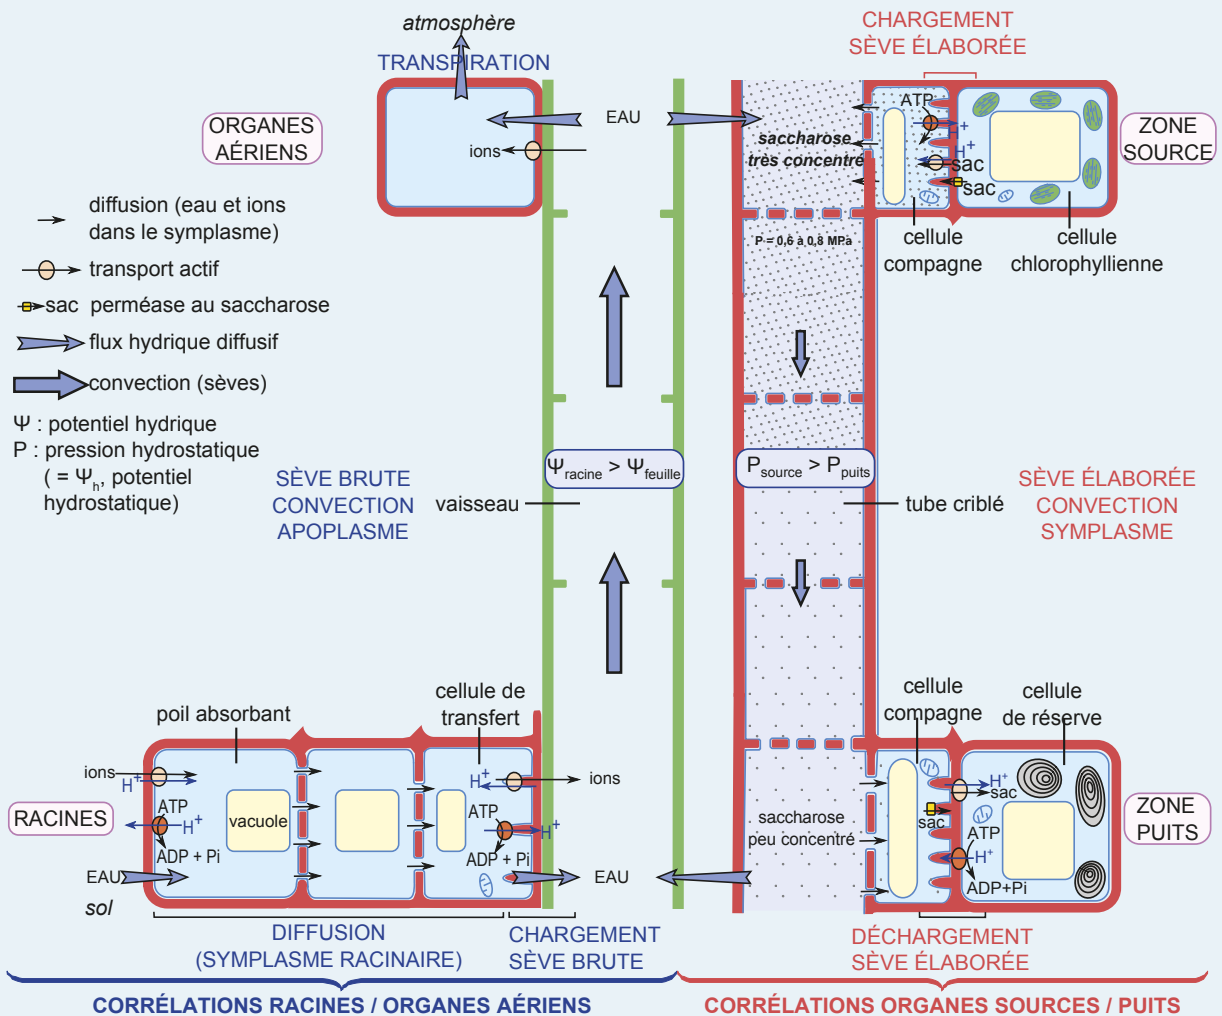 atmosphère
TRANSPIRATION
ORGANES
AÉRIENS
ions
EAU
CHARGEMENT
SÈVE ÉLABORÉE
ATP
H+
H+
sac
sac
saccharose
très concentré
ZONE
SOURCE
cellule
compagne
cellule
chlorophyllienne
P = 0,6 à 0,8 MPa
diffusion (eau et ions
dans le symplasme)
transport actif
sac perméase au saccharose
flux hydrique diffusif
convection (sèves)
Ψ : potentiel hydrique
P : pression hydrostatique
( = Ψh, potentiel
hydrostatique)
SÈVE BRUTE
CONVECTION
APOPLASME
vaisseau
Ψracine > Ψfeuille
Psource > Ppuits
tube criblé
SÈVE ÉLABORÉE
CONVECTION
SYMPLASME
poil absorbant
cellule de
transfert
ions
H+
RACINES
ATP
H+
ADP + Pi
vacuole
EAU
sol
H+
ions
ATP
H+
ADP + Pi
EAU
cellule
compagne
cellule
de réserve
saccharose
peu concentré
H+
sac
sac
ATP
H+
ADP+Pi
ZONE
PUITS
DIFFUSION
(SYMPLASME RACINAIRE)
CHARGEMENT
SÈVE BRUTE
DÉCHARGEMENT
SÈVE ÉLABORÉE
CORRÉLATIONS RACINES / ORGANES AÉRIENS
CORRÉLATIONS ORGANES SOURCES / PUITS